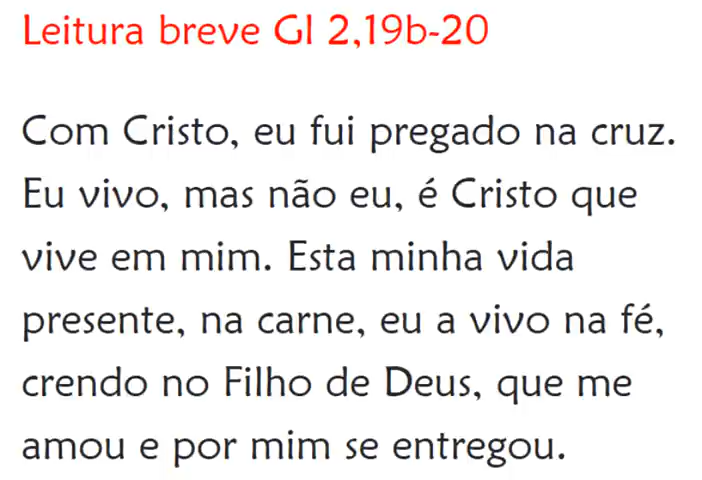 Leitura breve Gl 2,19b-20
Com Cristo, eu fui pregado na cruz.
Eu vivo, mas não eu, é Cristo que
vive em mim. Esta minha vida
presente, na carne, eu a vivo na fé,
crendo no Filho de Deus, que me
amou e por mim se entregou.